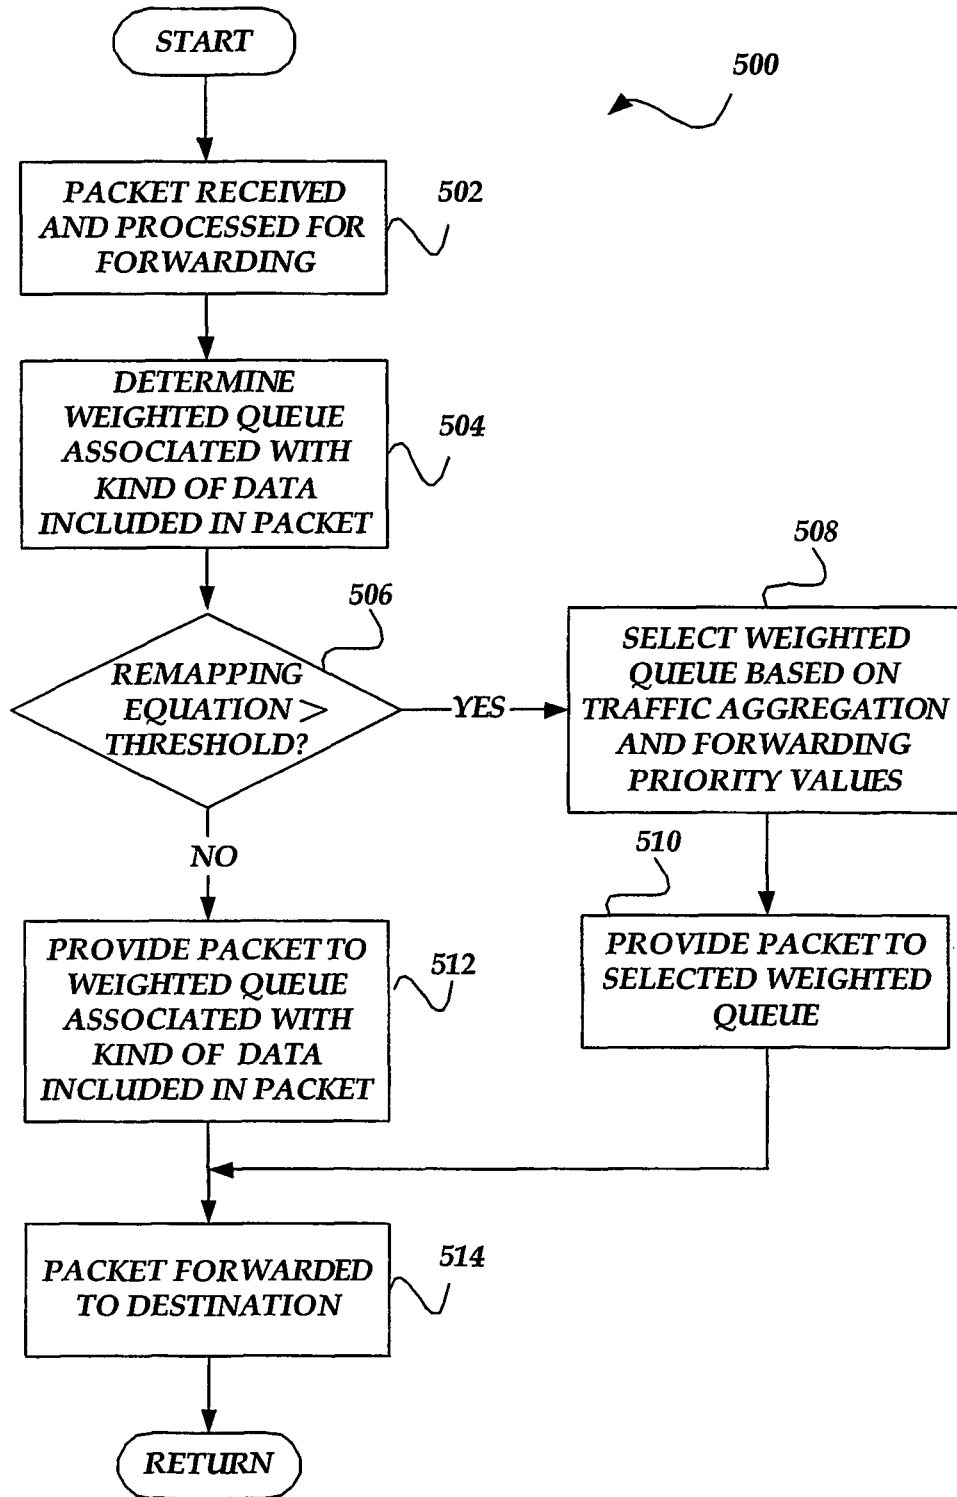 START
500
PACKET RECEIVED
AND PROCESSED FOR
FORWARDING
502
DETERMINE
WEIGHTED QUEUE
ASSOCIATED WITH
KIND OF DATA
INCLUDED IN PACKET
504
506
REMAPPING
EQUATION >
THRESHOLD?
YES
508
SELECT WEIGHTED
QUEUE BASED ON
TRAFFIC AGGREGATION
AND FORWARDING
PRIORITY VALUES
NO
510
PROVIDE PACKET TO
SELECTED WEIGHTED
QUEUE
PROVIDE PACKET TO
WEIGHTED QUEUE
ASSOCIATED WITH
KIND OF DATA
INCLUDED IN PACKET
512
PACKET FORWARDED
TO DESTINATION
514
RETURN